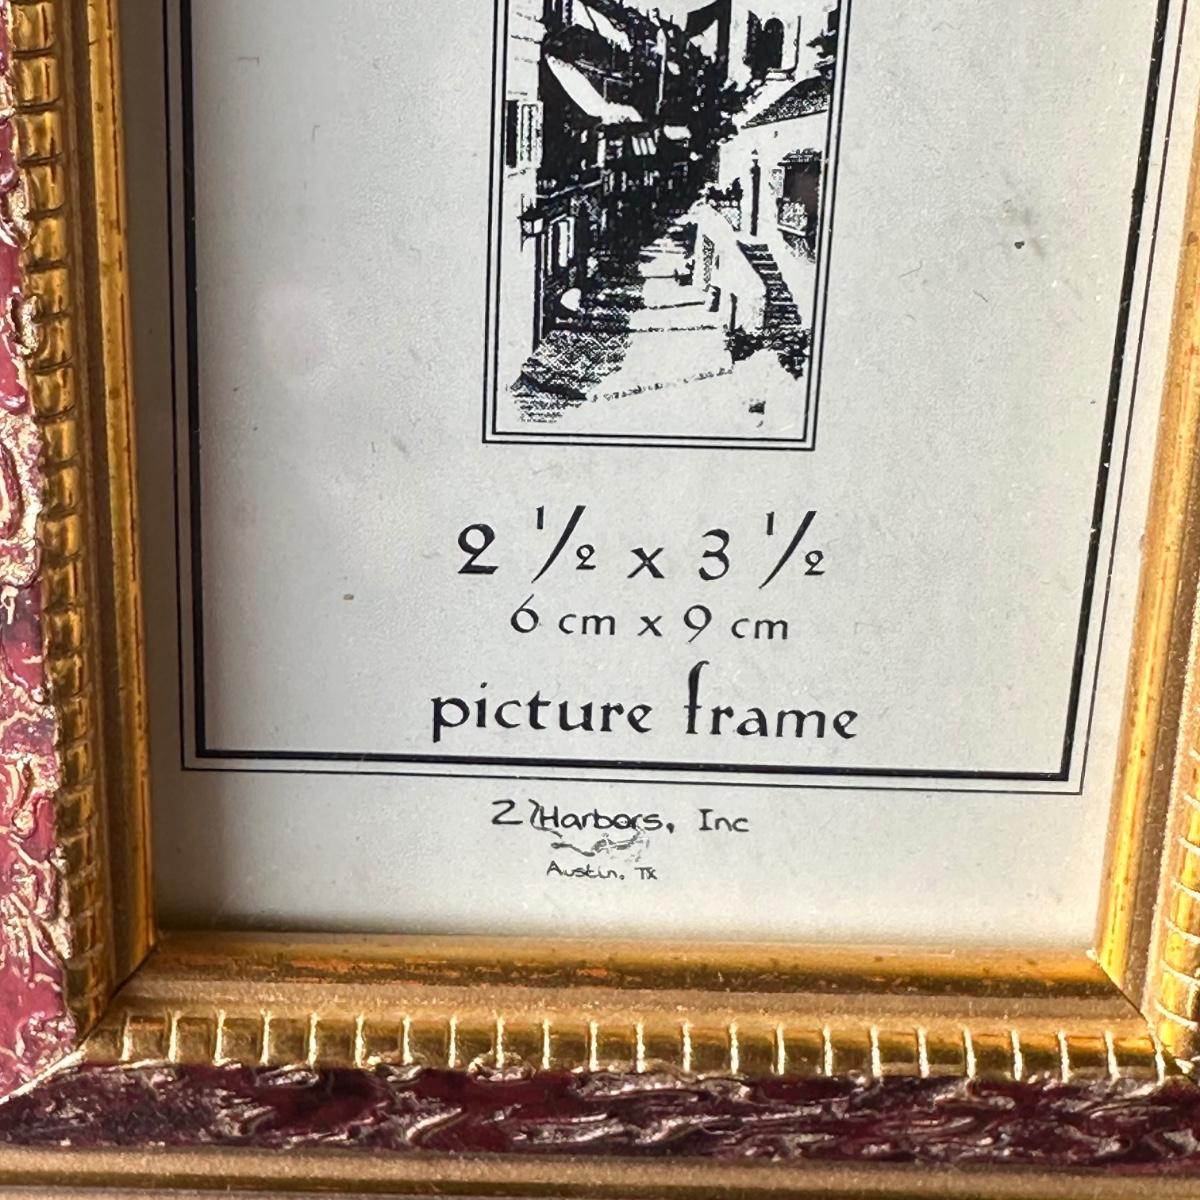 2 1/2 x 3 1/2
6 cm x 9 cm
picture frame
2 Harbors, Inc
Austin, TX